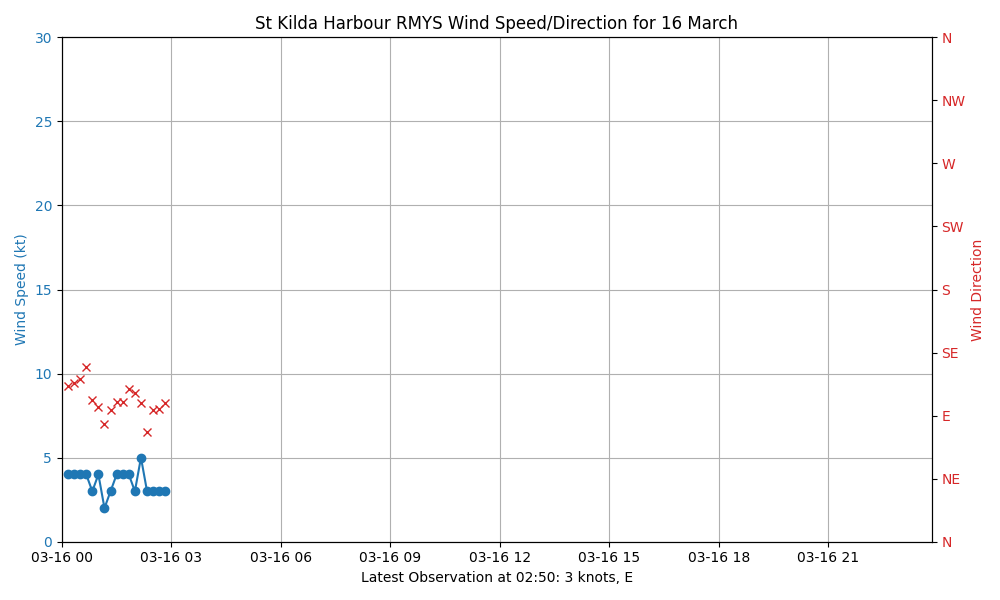 St Kilda Harbour RMYS Wind Speed/Direction for 16 March
30
25
20
15
10
5
0
Wind Speed (kt)
N
NW
W
SW
S
SE
E
NE
N
Wind Direction
03-16 00 03-16 03 03-16 06 03-16 09 03-16 12 03-16 15 03-16 18 03-16 21
Latest Observation at 02:50: 3 knots, E